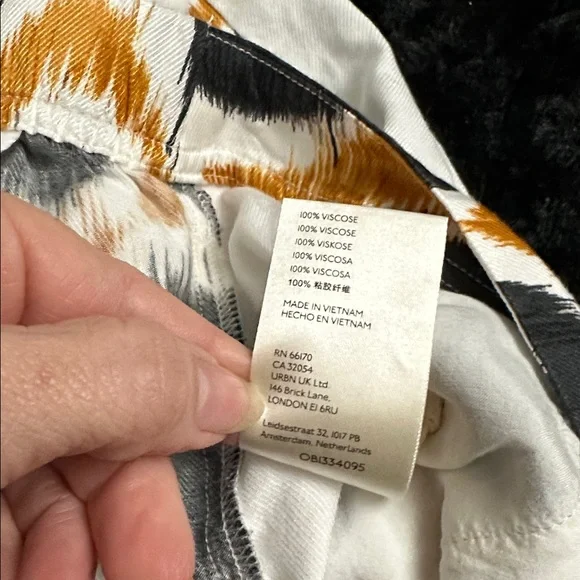 100% VISCOSE
100% VISCOSE
100% VISKOSE
100% VISCOSA
100% VISCOSA
100% 粘胶纤维
MADE IN VIETNAM
HECHO EN VIETNAM
RN 66170
CA 32054
URBN UK Ltd.
146 Brick Lane,
LONDON E1 6RU
Leidsestraat 32, 1017 PB
Amsterdam, Netherlands
OB1334095